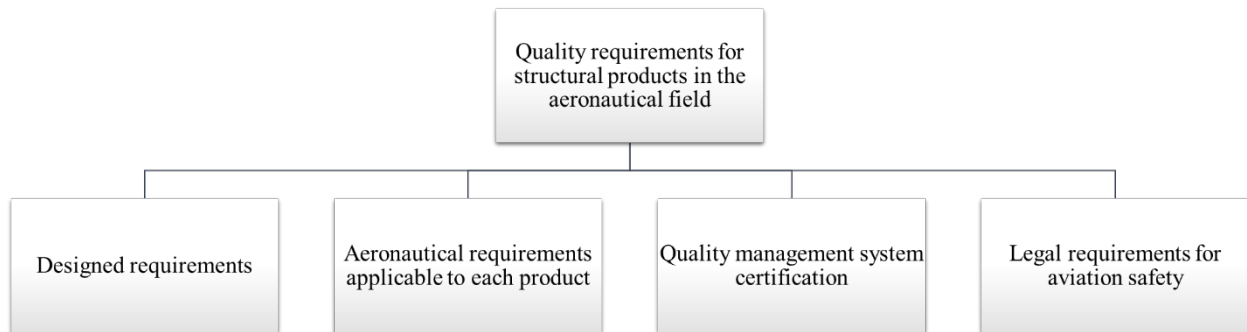 Quality requirements for
structural products in the
aeronautical field
Designed requirements
Aeronautical requirements
applicable to each product
Quality management system
certification
Legal requirements for
aviation safety